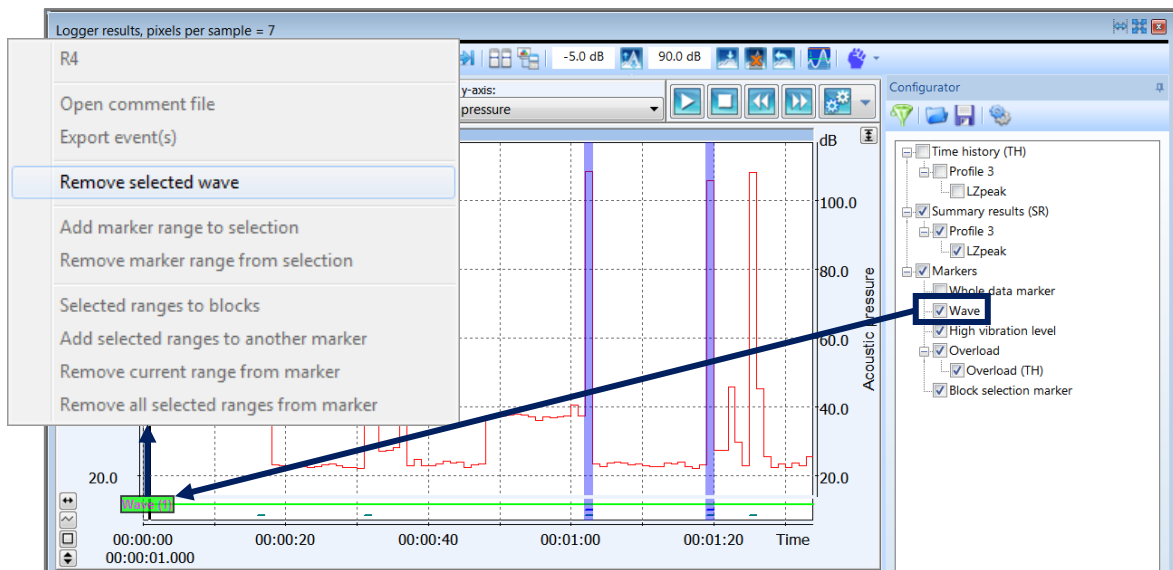 Logger results, pixels per sample = 7
R4
Open comment file
Export event(s)
Remove selected wave
Add marker range to selection
Remove marker range from selection
Selected ranges to blocks
Add selected ranges to another marker
Remove current range from marker
Remove all selected ranges from marker
-5.0 dB
90.0 dB
y-axis:
pressure
dB
100.0
80.0
60.0
40.0
20.0
Acoustic pressure
20.0
Wave (4)
00:00:00
00:00:20
00:00:40
00:01:00
00:01:20
Time
00:00:01.000
Configurator
Time history (TH)
Profile 3
LZpeak
Summary results (SR)
Profile 3
LZpeak
Markers
Whole data marker
Wave
High vibration level
Overload
Overload (TH)
Block selection marker